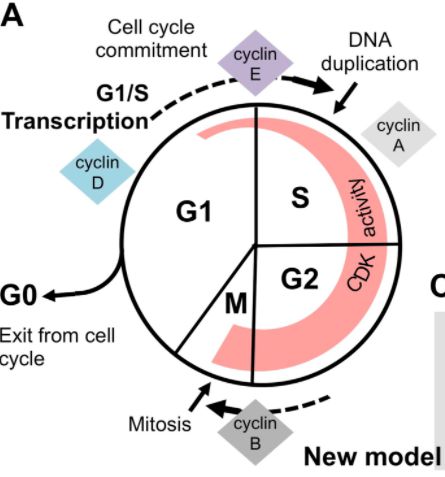 A
Cell cycle
commitment
cyclin
E
DNA
duplication
G1/S
Transcription
cyclin
A
cyclin
D
G1
S
CDK activity
G0
G2
M
C
Exit from cell
cycle
Mitosis
cyclin
B
New model